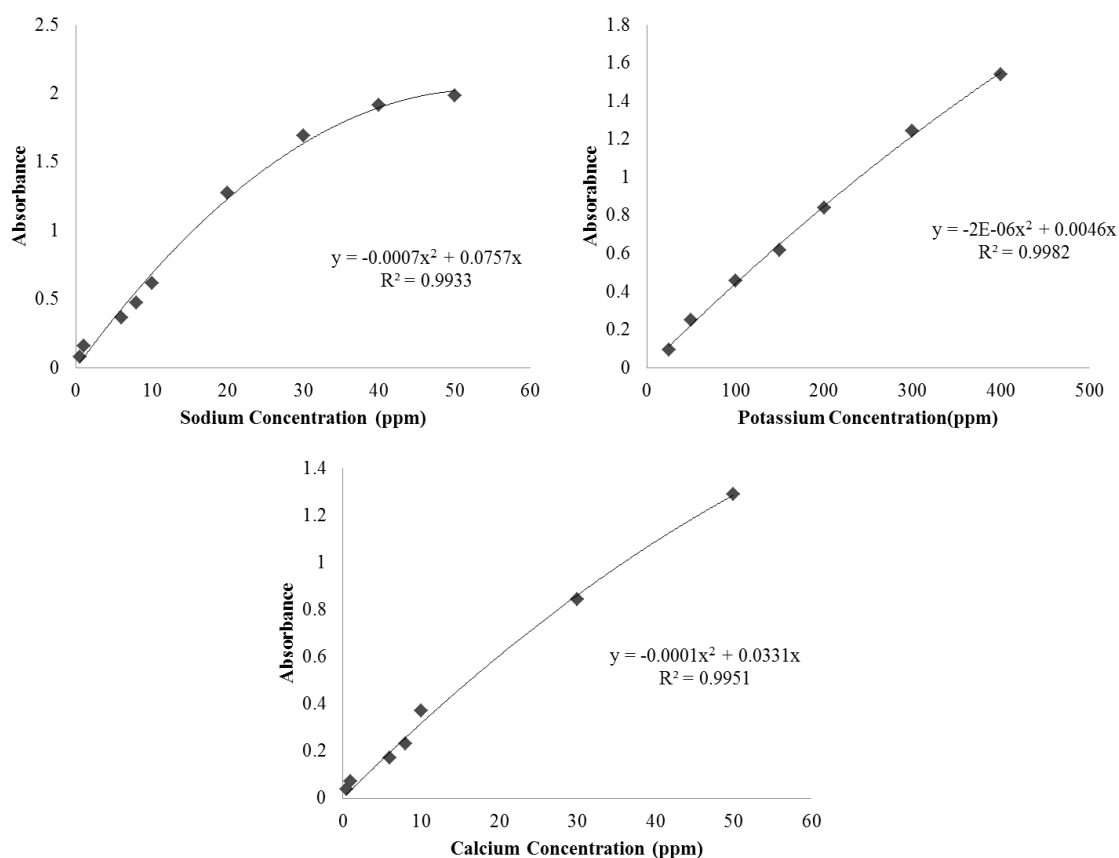 2.5
2
1.5
1
0.5
0
Absorbance
y = -0.0007x² + 0.0757x
R² = 0.9933
0 10 20 30 40 50 60
Sodium Concentration (ppm)
1.8
1.6
1.4
1.2
1
0.8
0.6
0.4
0.2
0
Absorabnce
y = -2E-06x² + 0.0046x
R² = 0.9982
0 100 200 300 400 500
Potassium Concentration(ppm)
1.4
1.2
1
0.8
0.6
0.4
0.2
0
Absorbance
y = -0.0001x² + 0.0331x
R² = 0.9951
0 10 20 30 40 50 60
Calcium Concentration (ppm)